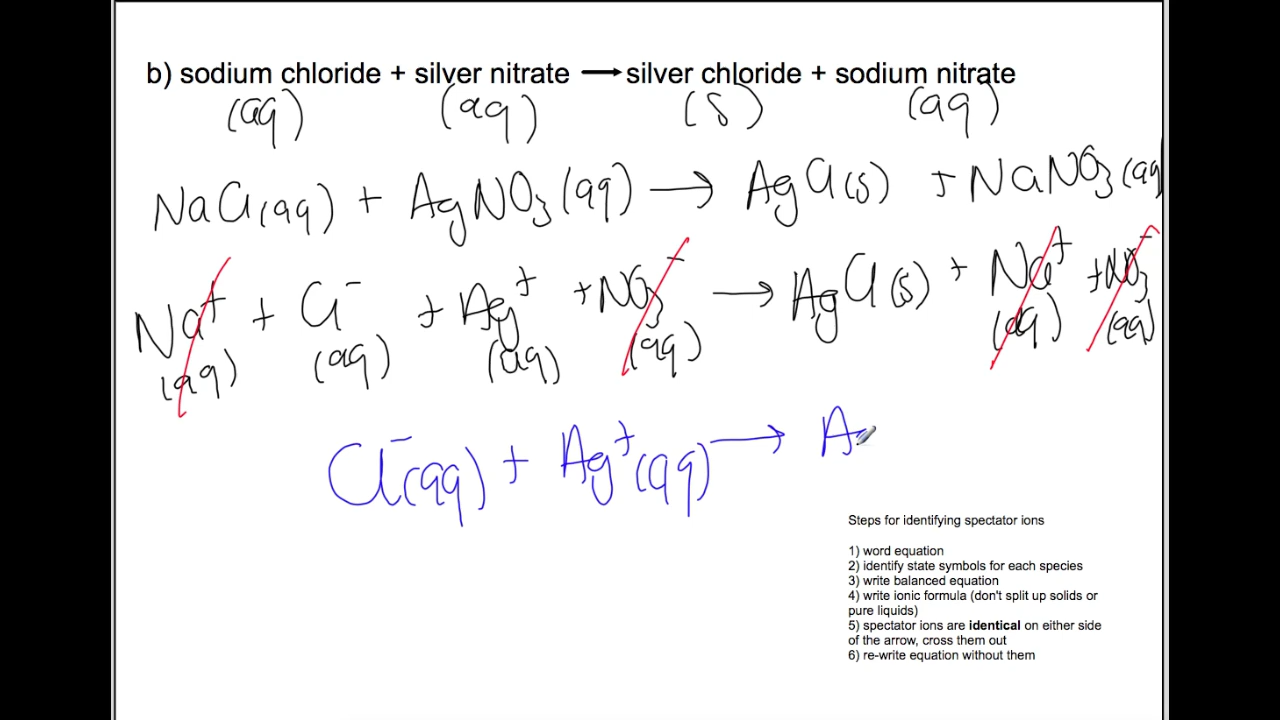 b) sodium chloride + silver nitrate → silver chloride + sodium nitrate
(aq) (aq) (s) (aq)
NaCl(aq) + AgNO₃(aq) → AgCl(s) + NaNO₃(aq
Na⁺ + Cl⁻ + Ag⁺ + NO₃⁻ → AgCl(s) + Na⁺ + NO₃⁻
(aq) (aq) (aq) (aq) (aq) (aq)
Cl⁻(aq) + Ag⁺(aq) → A
Steps for identifying spectator ions
1) word equation
2) identify state symbols for each species
3) write balanced equation
4) write ionic formula (don't split up solids or
pure liquids)
5) spectator ions are identical on either side
of the arrow, cross them out
6) re-write equation without them